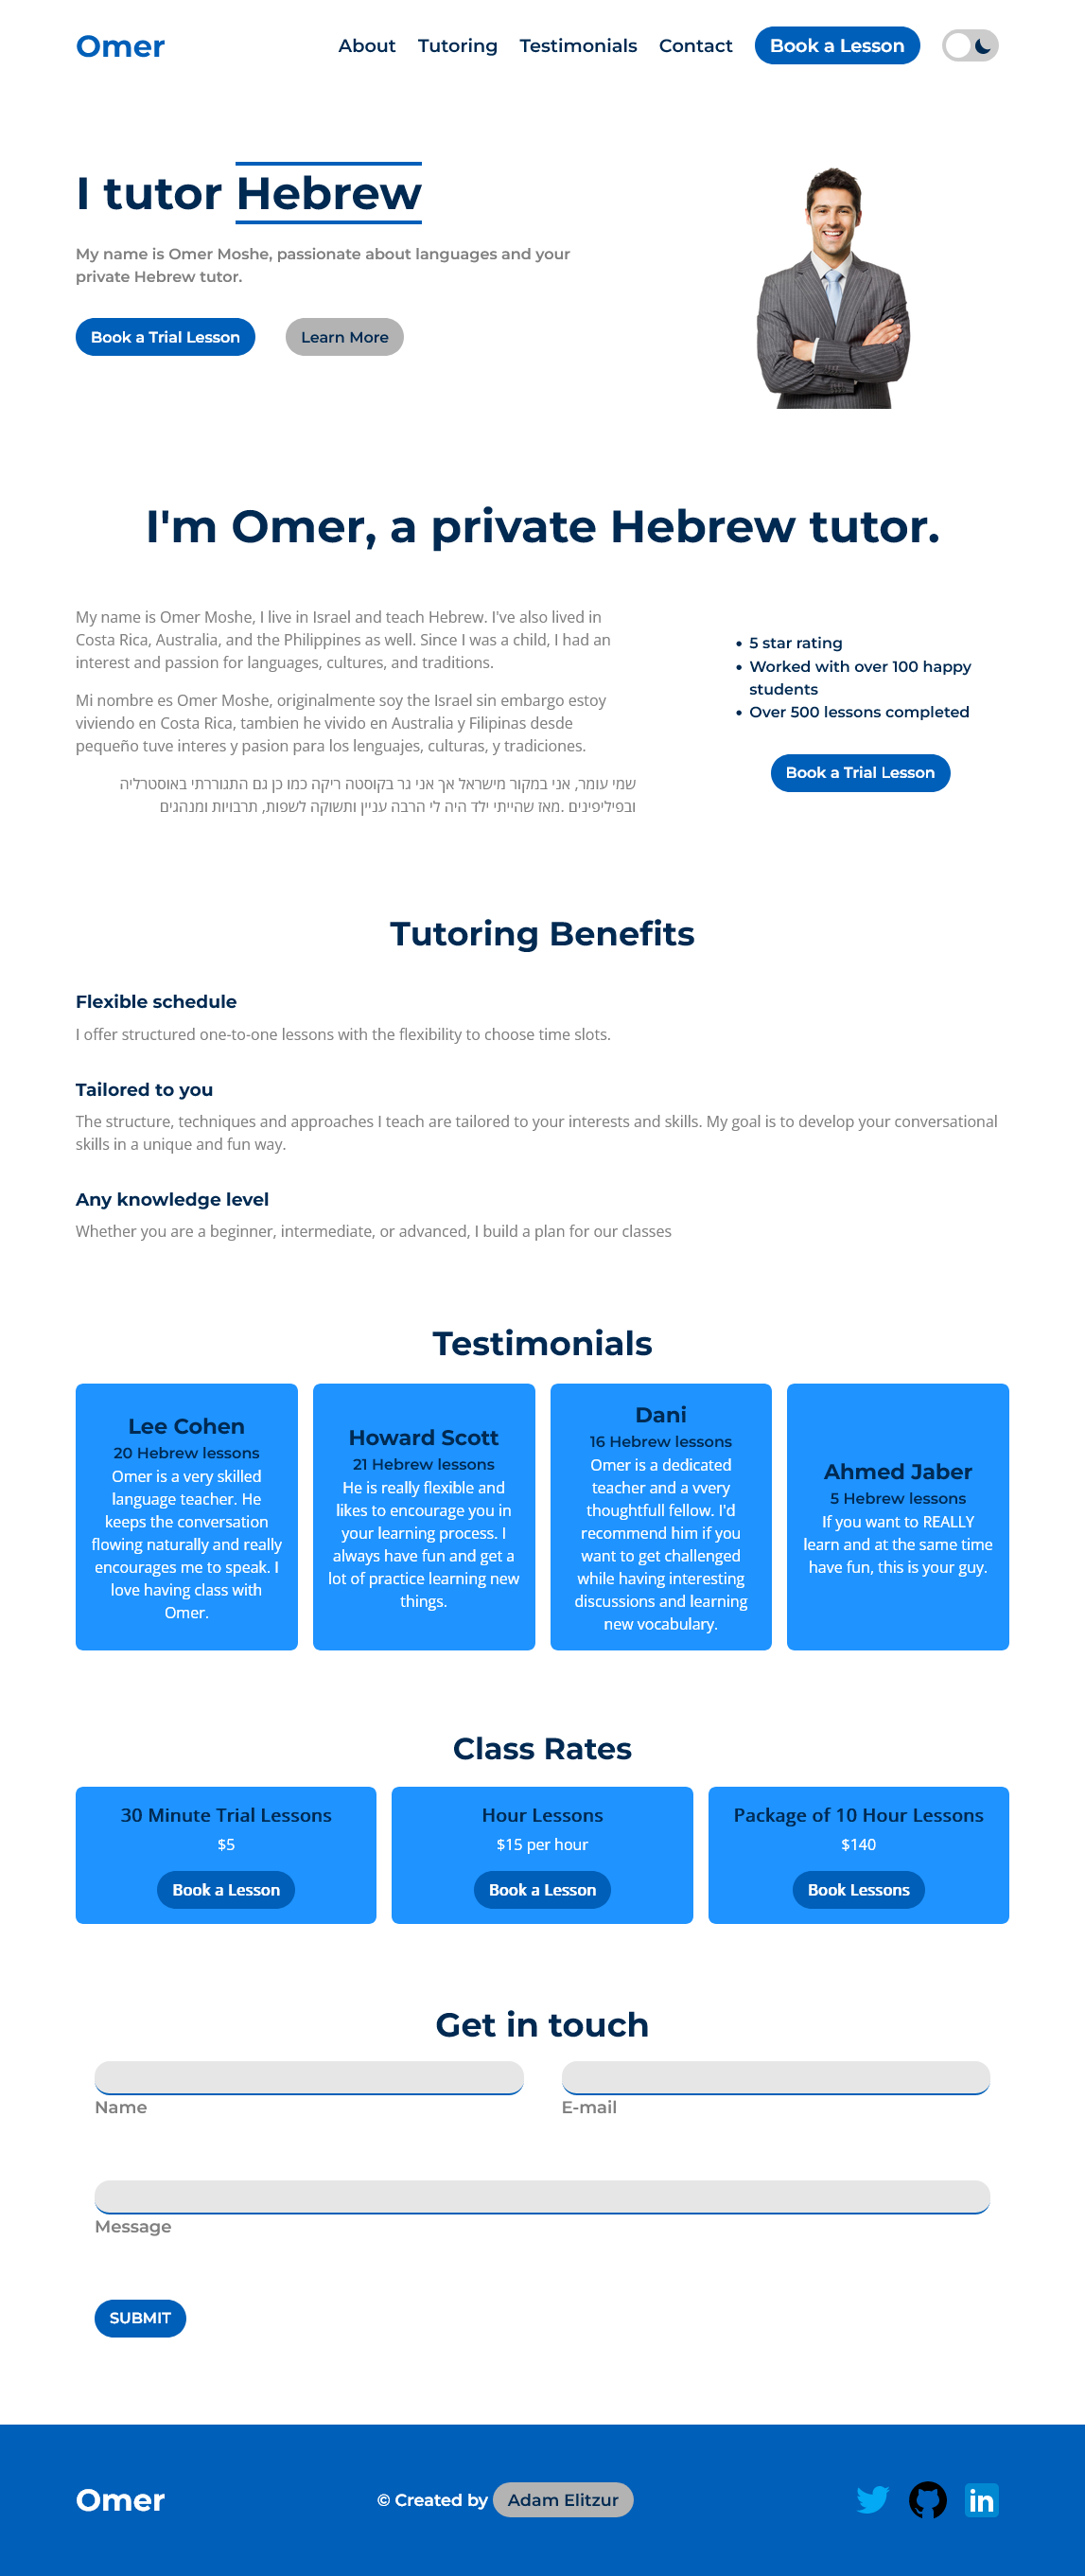 Omer
About
Tutoring
Testimonials
Contact
Book a Lesson
I tutor Hebrew
My name is Omer Moshe, passionate about languages and your
private Hebrew tutor.
Book a Trial Lesson
Learn More
I'm Omer, a private Hebrew tutor.
My name is Omer Moshe, I live in Israel and teach Hebrew. I've also lived in
Costa Rica, Australia, and the Philippines as well. Since I was a child, I had an
interest and passion for languages, cultures, and traditions.
Mi nombre es Omer Moshe, originalmente soy the Israel sin embargo estoy
viviendo en Costa Rica, tambien he vivido en Australia y Filipinas desde
pequeño tuve interes y pasion para los lenguajes, culturas, y tradiciones.
שמי עומר, אני במקור מישראל אך אני גר בקוסטה ריקה כמו כן גם התגוררתי באוסטרליה
ובפיליפינים .מאז שהייתי ילד היה לי הרבה עניין ותשוקה לשפות, תרבויות ומנהגים
• 5 star rating
• Worked with over 100 happy
students
• Over 500 lessons completed
Book a Trial Lesson
Tutoring Benefits
Flexible schedule
I offer structured one-to-one lessons with the flexibility to choose time slots.
Tailored to you
The structure, techniques and approaches I teach are tailored to your interests and skills. My goal is to develop your conversational
skills in a unique and fun way.
Any knowledge level
Whether you are a beginner, intermediate, or advanced, I build a plan for our classes
Testimonials
Lee Cohen
20 Hebrew lessons
Omer is a very skilled
language teacher. He
keeps the conversation
flowing naturally and really
encourages me to speak. I
love having class with
Omer.
Howard Scott
21 Hebrew lessons
He is really flexible and
likes to encourage you in
your learning process. I
always have fun and get a
lot of practice learning new
things.
Dani
16 Hebrew lessons
Omer is a dedicated
teacher and a vvery
thoughtfull fellow. I'd
recommend him if you
want to get challenged
while having interesting
discussions and learning
new vocabulary.
Ahmed Jaber
5 Hebrew lessons
If you want to REALLY
learn and at the same time
have fun, this is your guy.
Class Rates
30 Minute Trial Lessons
$5
Book a Lesson
Hour Lessons
$15 per hour
Book a Lesson
Package of 10 Hour Lessons
$140
Book Lessons
Get in touch
Name
E-mail
Message
SUBMIT
Omer
© Created by Adam Elitzur
in